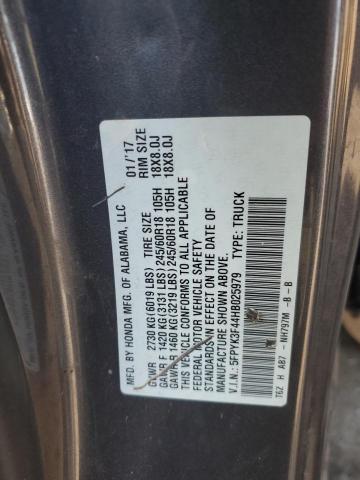 MFD. BY HONDA MFG. OF ALABAMA, LLC 01/'17
GVWR 2730 KG(6019 LBS) TIRE SIZE RIM SIZE
GAWR F 1420 KG(3131 LBS) 245/60R18 105H 18X8.0J
GAWR R 1460 KG(3219 LBS) 245/60R18 105H 18X8.0J
THIS VEHICLE CONFORMS TO ALL APPLICABLE
FEDERAL MOTOR VEHICLE SAFETY
STANDARDS IN EFFECT ON THE DATE OF
MANUFACTURE SHOWN ABOVE.
V.I.N.: 5FPYK3F44HB025979 TYPE: TRUCK
T6Z H AB7 - NH797M -B -B